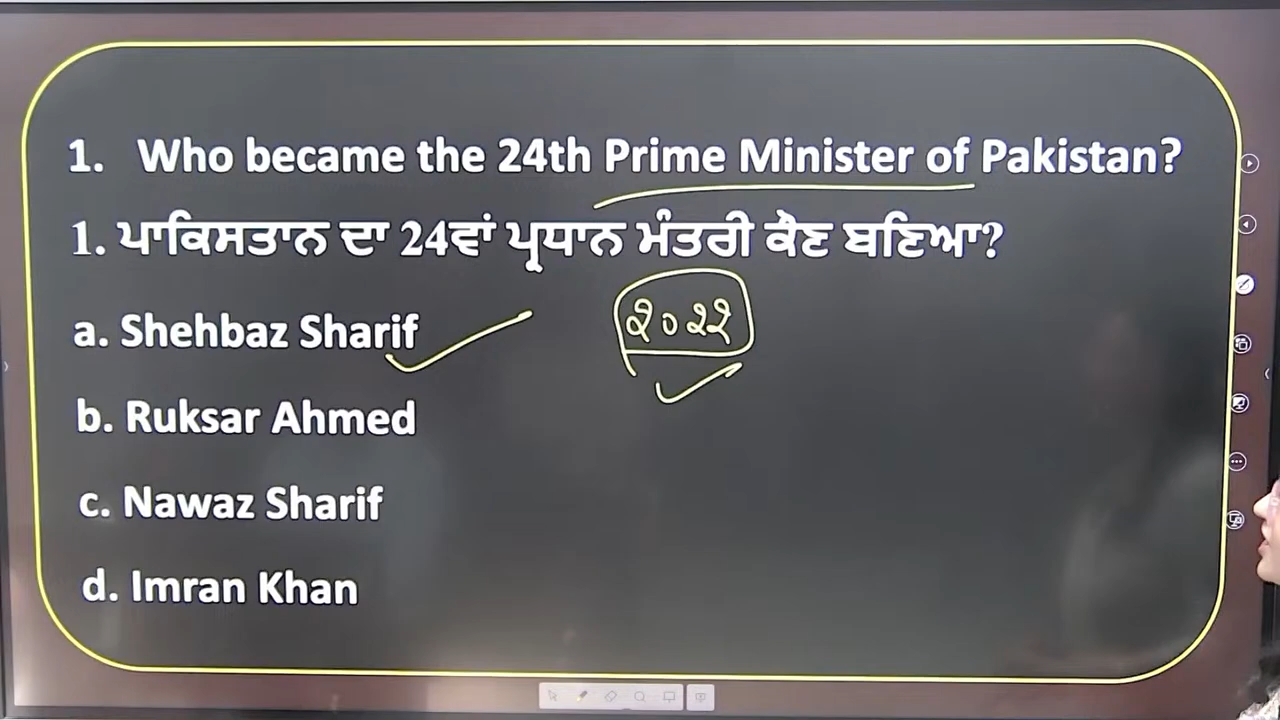 1. Who became the 24th Prime Minister of Pakistan?
1. ਪਾਕਿਸਤਾਨ ਦਾ 24ਵਾਂ ਪ੍ਰਧਾਨ ਮੰਤਰੀ ਕੌਣ ਬਣਿਆ?
a. Shehbaz Sharif
२०२२
b. Ruksar Ahmed
c. Nawaz Sharif
d. Imran Khan